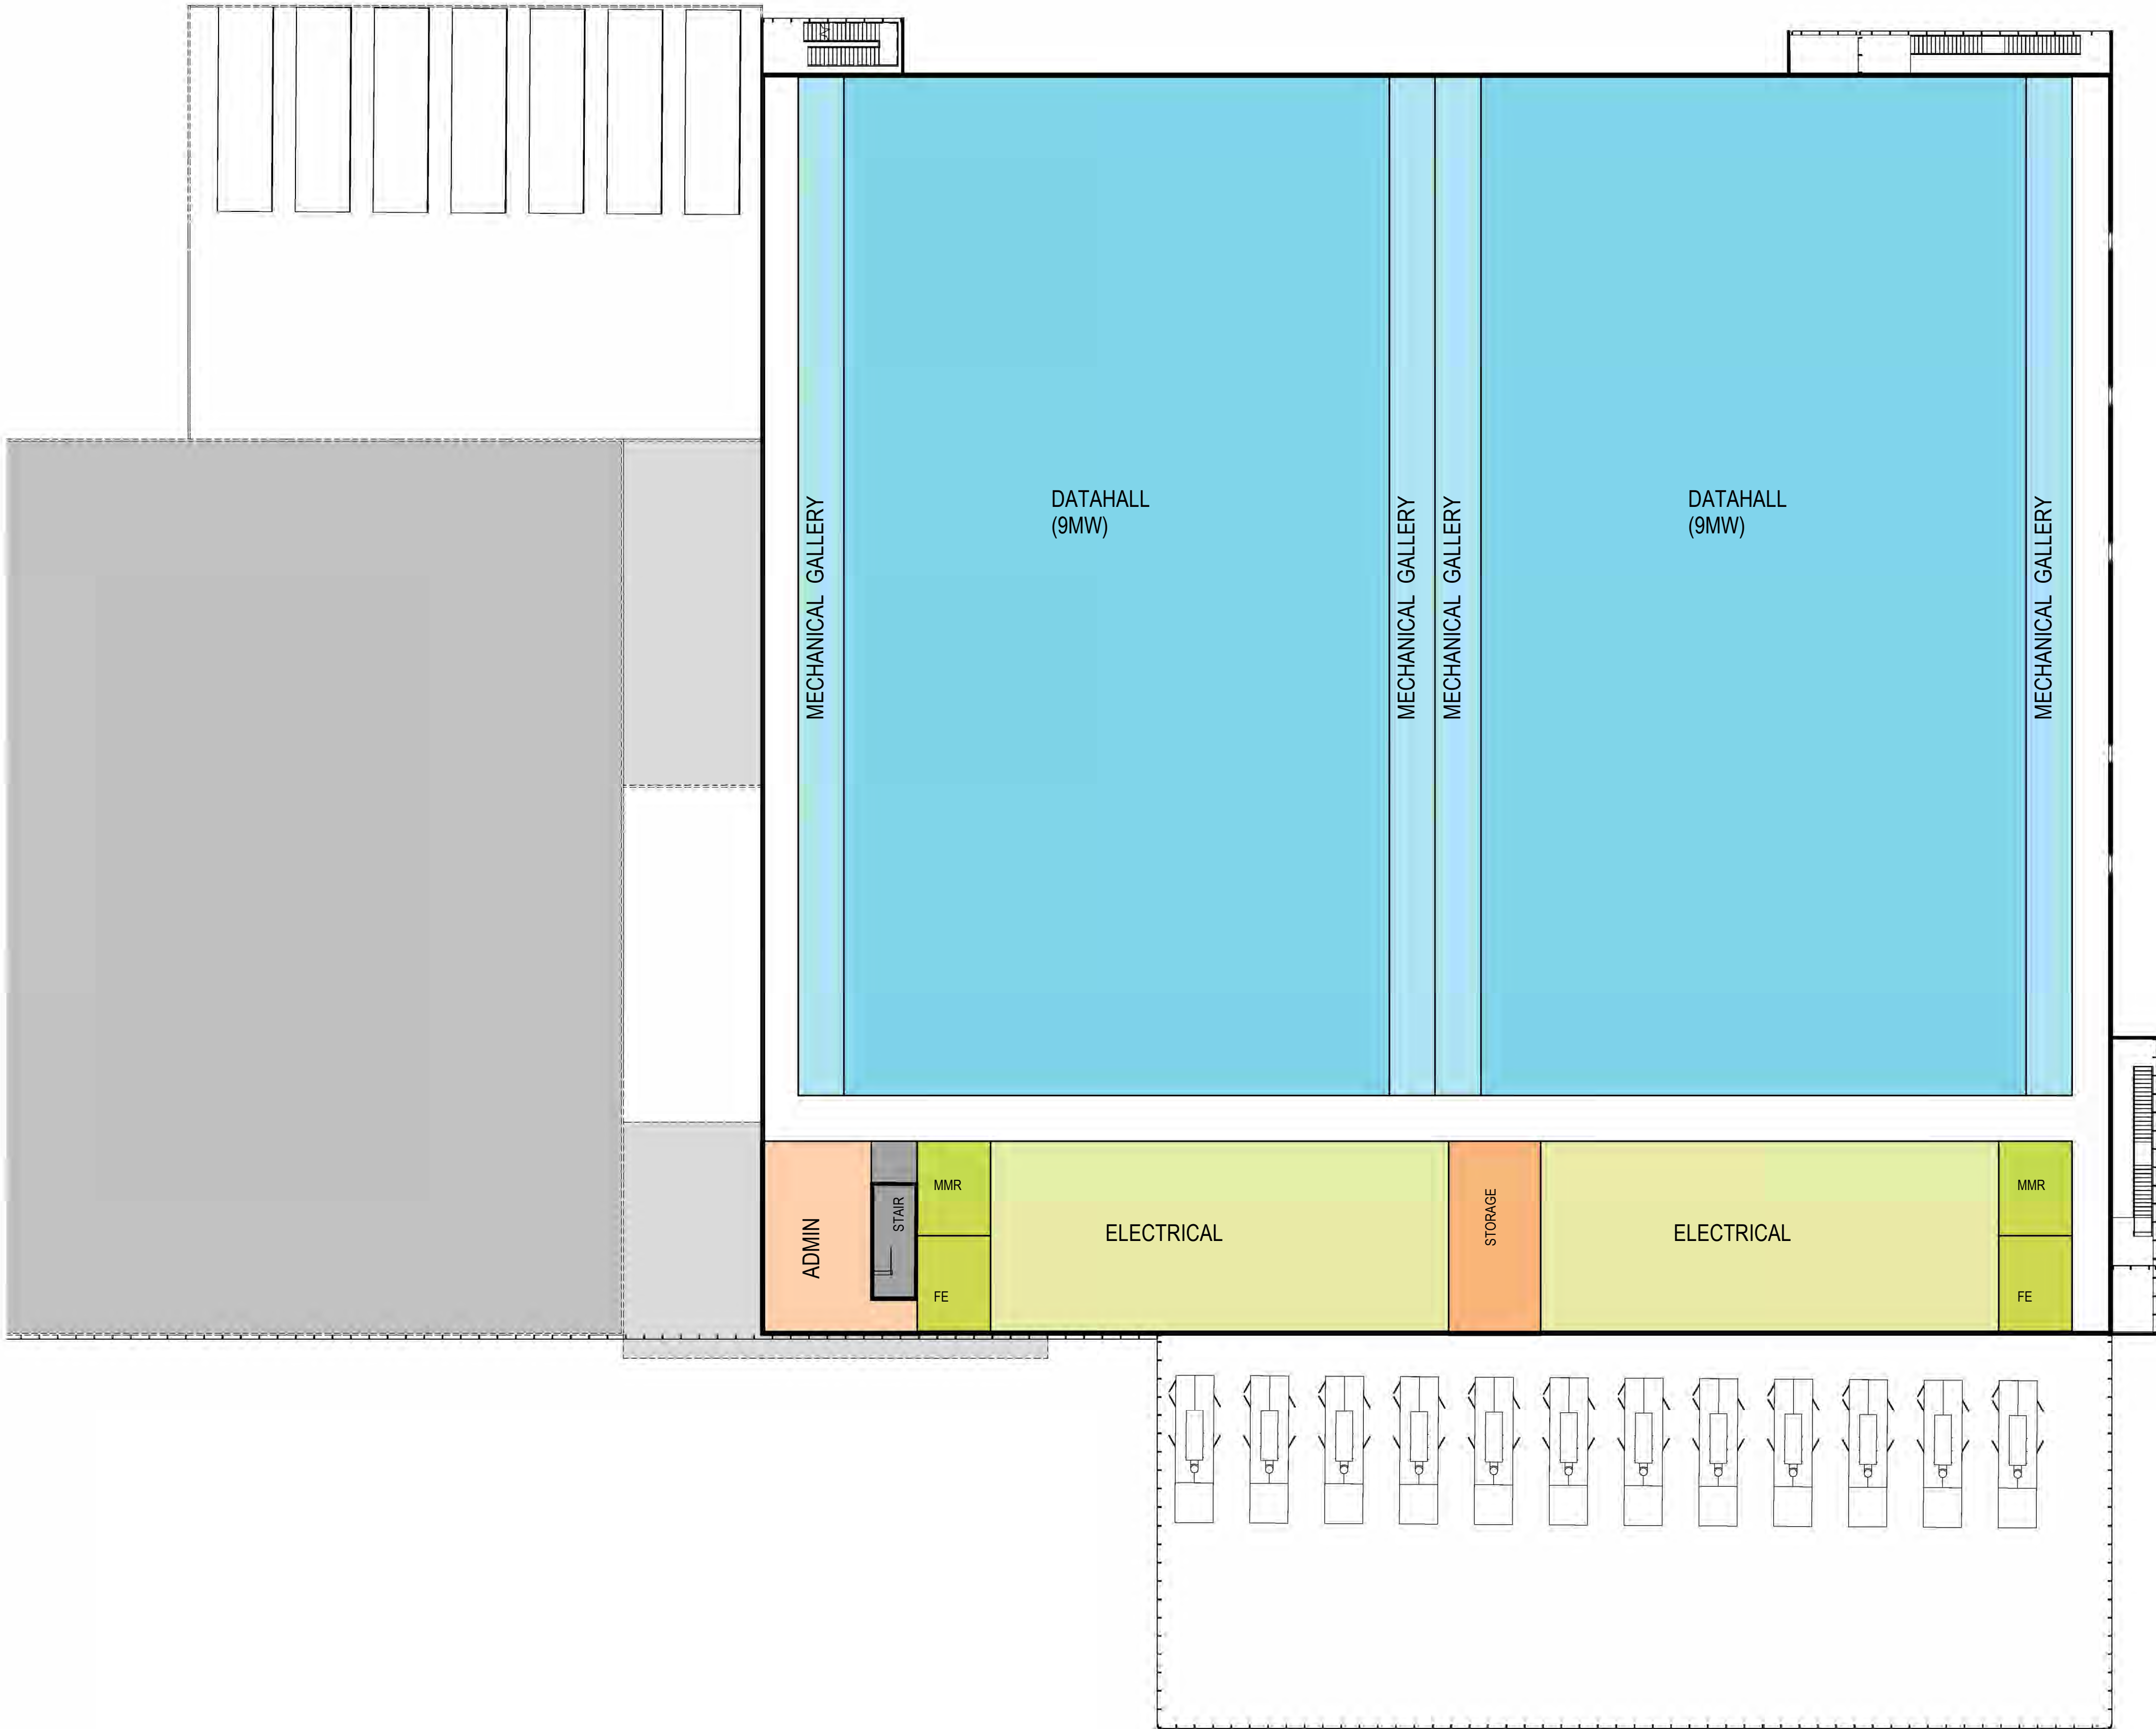 DATAHALL
(9MW)
DATAHALL
(9MW)
MECHANICAL GALLERY
MECHANICAL GALLERY
MECHANICAL GALLERY
MECHANICAL GALLERY
MMR
MMR
STAIR
STORAGE
ADMIN
ELECTRICAL
ELECTRICAL
FE
FE